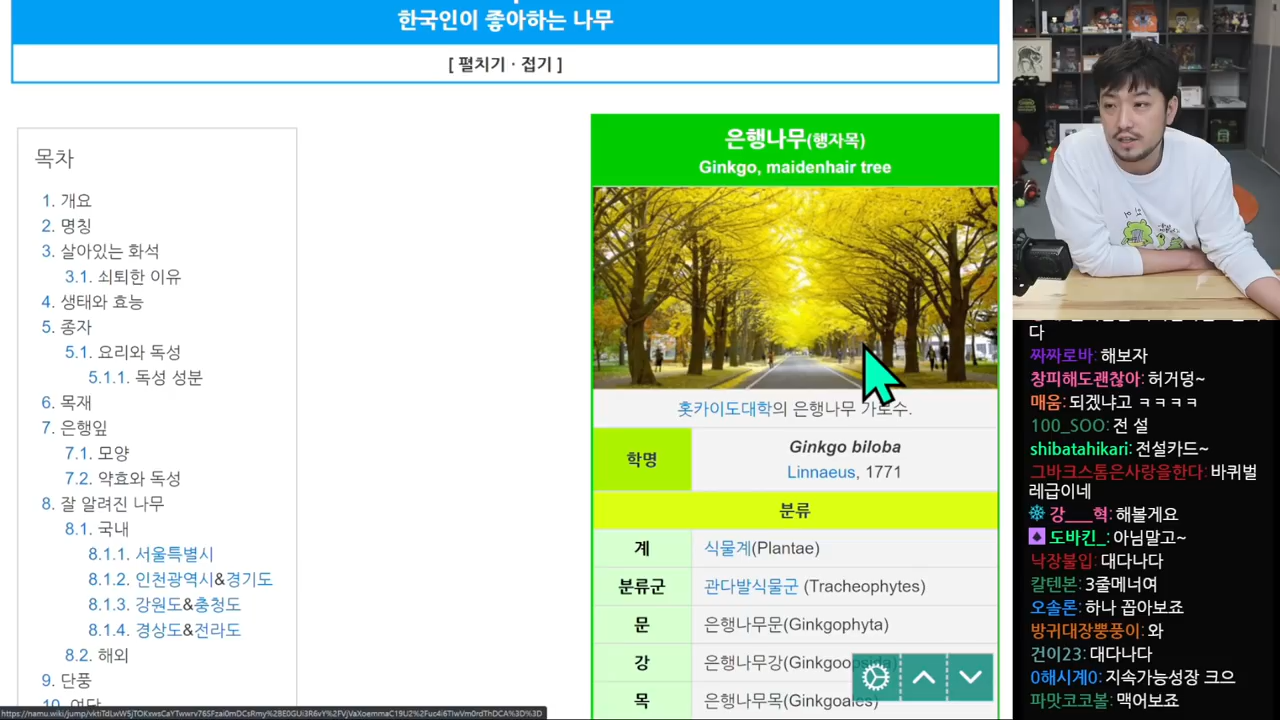 한국인이 좋아하는 나무
[ 펼치기 · 접기 ]
목차
1. 개요
2. 명칭
3. 살아있는 화석
3.1. 쇠퇴한 이유
4. 생태와 효능
5. 종자
5.1. 요리와 독성
5.1.1. 독성 성분
6. 목재
7. 은행잎
7.1. 모양
7.2. 약효와 독성
8. 잘 알려진 나무
8.1. 국내
8.1.1. 서울특별시
8.1.2. 인천광역시&경기도
8.1.3. 강원도&충청도
8.1.4. 경상도&전라도
8.2. 해외
9. 단풍
은행나무(행자목)
Ginkgo, maidenhair tree
홋카이도대학의 은행나무 가로수.
학명
Ginkgo biloba
Linnaeus, 1771
분류
계 식물계(Plantae)
분류군 관다발식물군 (Tracheophytes)
문 은행나무문(Ginkgophyta)
강 은행나무강(Ginkgoopsida)
목 은행나무목(Ginkgoales)
다
짜짜로바: 해보자
창피해도괜찮아: 허거덩~
매움: 되겠냐고 ㅋㅋㅋㅋ
100_SOO: 전 설
shibatahikari: 전설카드~
그바크스톰은사랑을한다: 바퀴벌
레급이네
강___혁: 해볼게요
도바킨_: 아님말고~
낙장불입: 대다나다
칼텐본: 3줄메너여
오솔론: 하나 꼽아보죠
방귀대장뿡풍이: 와
건이23: 대다나다
0해시계0: 지속가능성장 크으
파맛코코볼: 맥어보죠